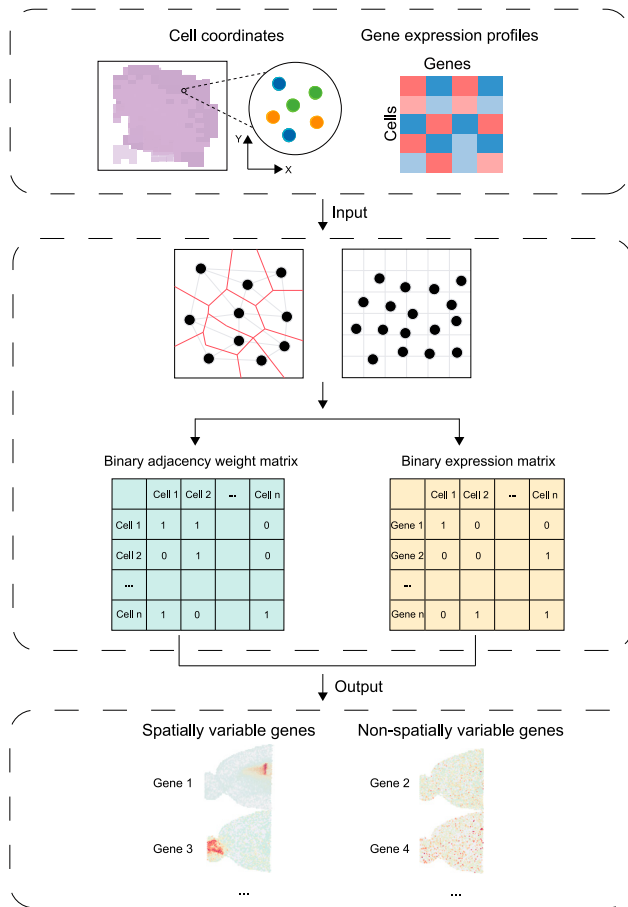 Cell coordinates
Gene expression profiles
Genes
Cells
Y
X
Input
Binary adjacency weight matrix
Cell 1 Cell 2 ... Cell n
Cell 1 1 1 0
Cell 2 0 1 0
...
Cell n 1 0 1
Binary expression matrix
Cell 1 Cell 2 ... Cell n
Gene 1 1 0 0
Gene 2 0 0 1
...
Gene n 0 1 1
Output
Spatially variable genes
Non-spatially variable genes
Gene 1
Gene 2
Gene 3
Gene 4
...
...